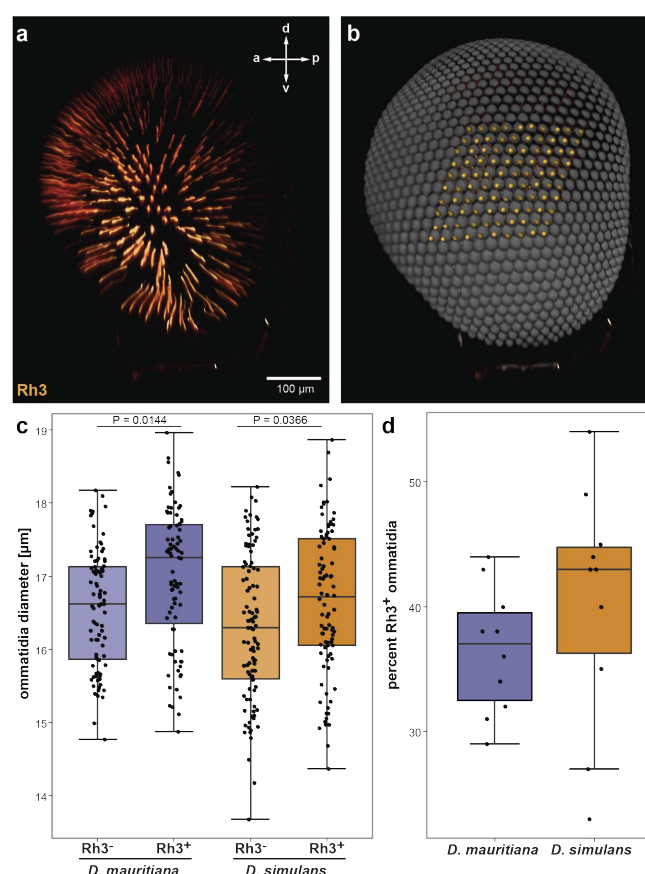 a
d
a p
v
Rh3
100 µm
b
c
P = 0.0144 P = 0.0366
ommatidia diameter [µm]
19
18
17
16
15
14
Rh3- Rh3+ Rh3- Rh3+
D. mauritiana D. simulans
d
percent Rh3+ ommatidia
50
40
30
D. mauritiana D. simulans